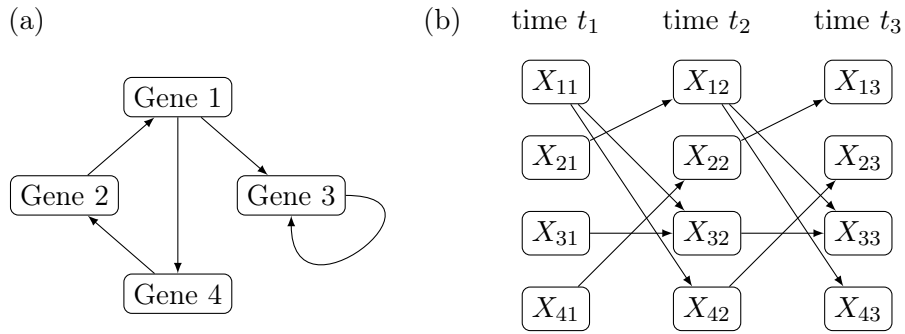 (a)
Gene 1
Gene 2
Gene 3
Gene 4
(b)
time t₁ time t₂ time t₃
X₁₁ X₁₂ X₁₃
X₂₁ X₂₂ X₂₃
X₃₁ X₃₂ X₃₃
X₄₁ X₄₂ X₄₃